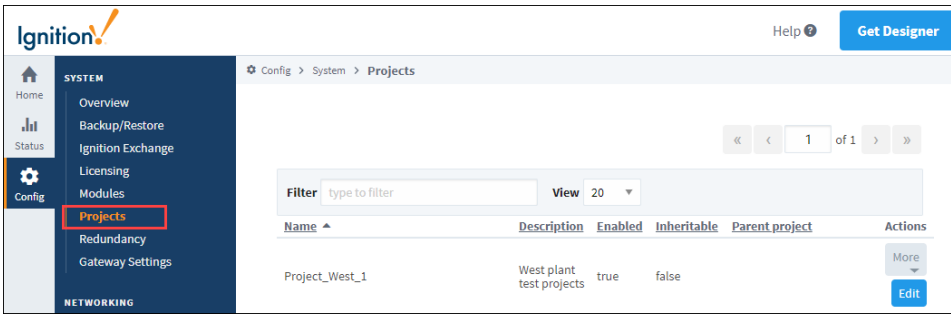 Ignition!
Help ?
Get Designer
Home
Status
Config
SYSTEM
Overview
Backup/Restore
Ignition Exchange
Licensing
Modules
Projects
Redundancy
Gateway Settings
NETWORKING
Config > System > Projects
« ‹ 1 of 1 › »
Filter type to filter View 20
Name Description Enabled Inheritable Parent project Actions
Project_West_1 West plant true false More
test projects
Edit